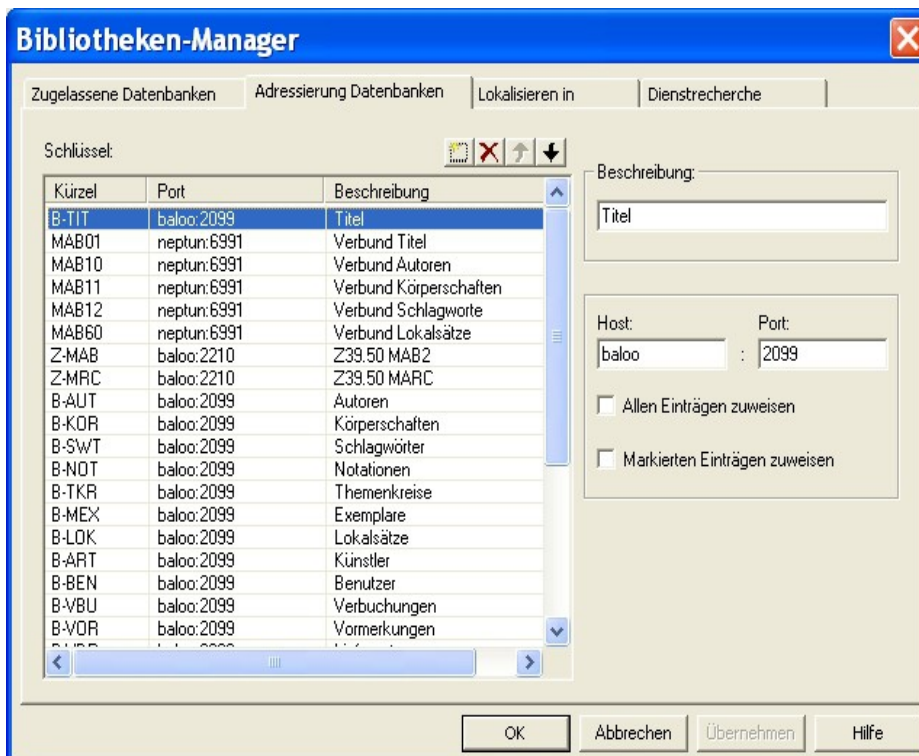 Bibliotheken-Manager
Zugelassene Datenbanken Adressierung Datenbanken Lokalisieren in Dienstrecherche
Schlüssel:
Kürzel Port Beschreibung
B-TIT baloo:2099 Titel
MAB01 neptun:6991 Verbund Titel
MAB10 neptun:6991 Verbund Autoren
MAB11 neptun:6991 Verbund Körperschaften
MAB12 neptun:6991 Verbund Schlagworte
MAB60 neptun:6991 Verbund Lokalsätze
Z-MAB baloo:2210 Z39.50 MAB2
Z-MRC baloo:2210 Z39.50 MARC
B-AUT baloo:2099 Autoren
B-KOR baloo:2099 Körperschaften
B-SWT baloo:2099 Schlagwörter
B-NOT baloo:2099 Notationen
B-TKR baloo:2099 Themenkreise
B-MEX baloo:2099 Exemplare
B-LOK baloo:2099 Lokalsätze
B-ART baloo:2099 Künstler
B-BEN baloo:2099 Benutzer
B-VBU baloo:2099 Verbuchungen
B-VOR baloo:2099 Vormerkungen
Beschreibung:
Titel
Host: Port:
baloo : 2099
Allen Einträgen zuweisen
Markierten Einträgen zuweisen
OK Abbrechen Übernehmen Hilfe